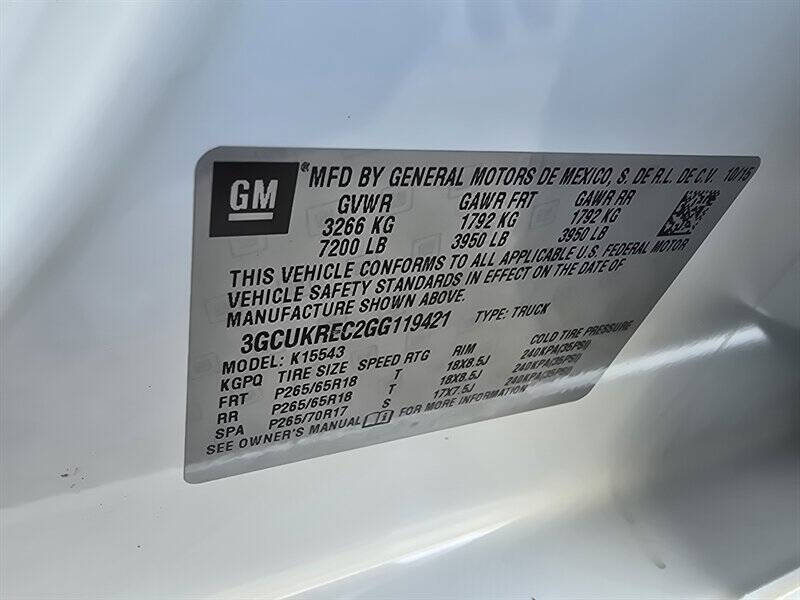 GM *MFD BY GENERAL MOTORS DE MEXICO, S. DE R.L. DE C.V. 10/15
GVWR GAWR FRT GAWR RR
3266 KG 1792 KG 1792 KG
7200 LB 3950 LB 3950 LB
THIS VEHICLE CONFORMS TO ALL APPLICABLE U.S. FEDERAL MOTOR
VEHICLE SAFETY STANDARDS IN EFFECT ON THE DATE OF
MANUFACTURE SHOWN ABOVE.
3GCUKREC2GG119421 TYPE: TRUCK
MODEL: K15543
KGPQ TIRE SIZE SPEED RTG RIM COLD TIRE PRESSURE
FRT P265/65R18 T 18X8.5J 240KPA(35PSI)
RR P265/65R18 T 18X8.5J 240KPA(35PSI)
SPA P265/70R17 S 17X7.5J 240KPA(35PSI)
SEE OWNER'S MANUAL FOR MORE INFORMATION